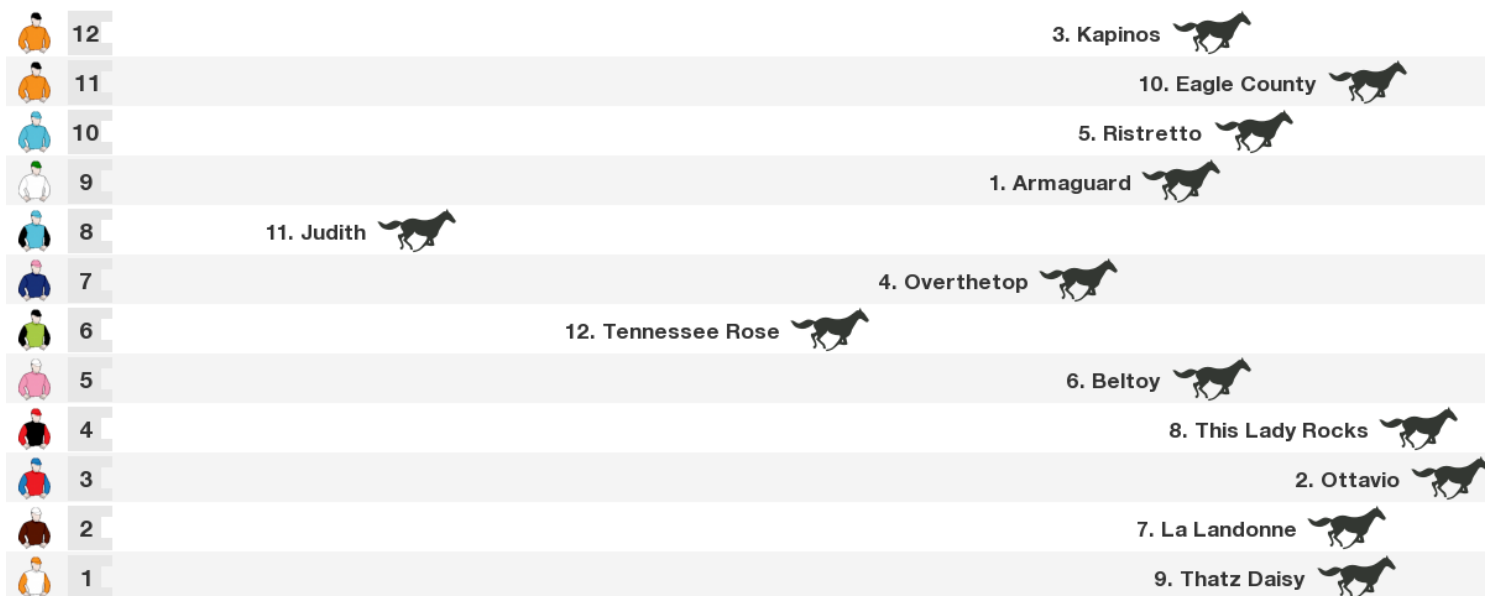 12 3. Kapinos
11 10. Eagle County
10 5. Ristretto
9 1. Armaguard
8 11. Judith
7 4. Overthetop
6 12. Tennessee Rose
5 6. Beltoy
4 8. This Lady Rocks
3 2. Ottavio
2 7. La Landonne
1 9. Thatz Daisy